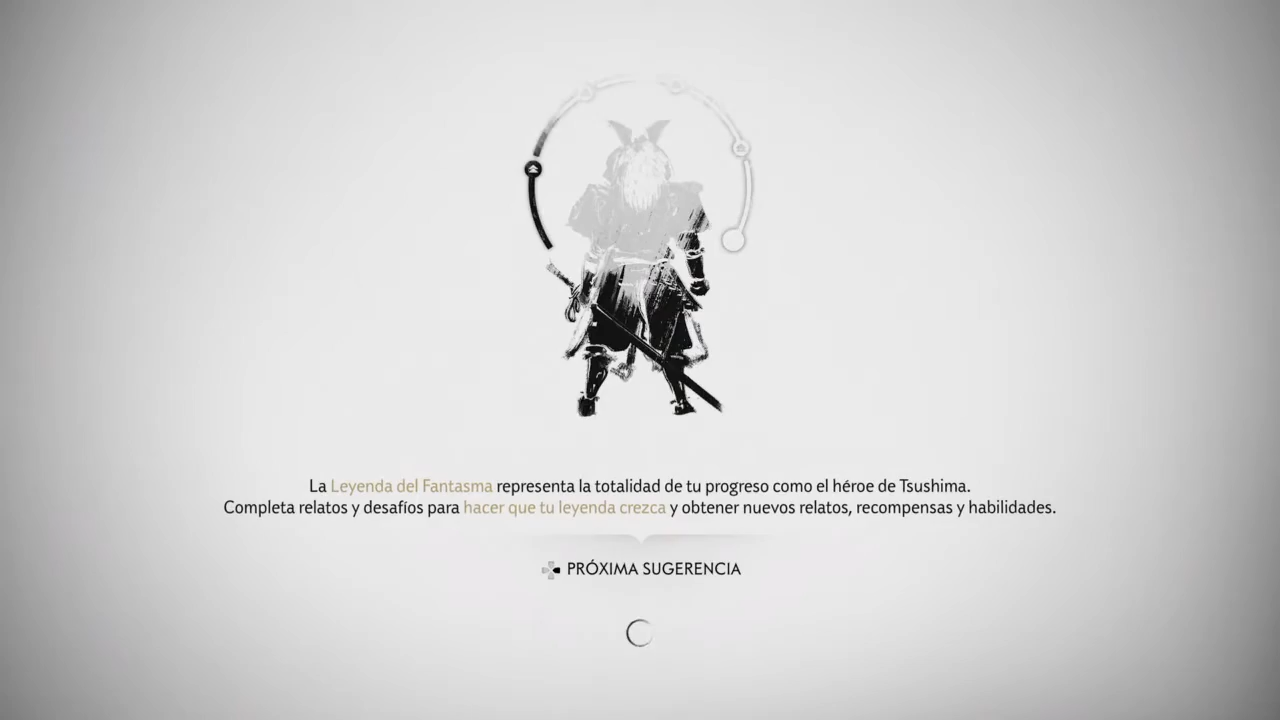 La Leyenda del Fantasma representa la totalidad de tu progreso como el héroe de Tsushima.
Completa relatos y desafíos para hacer que tu leyenda crezca y obtener nuevos relatos, recompensas y habilidades.
PRÓXIMA SUGERENCIA